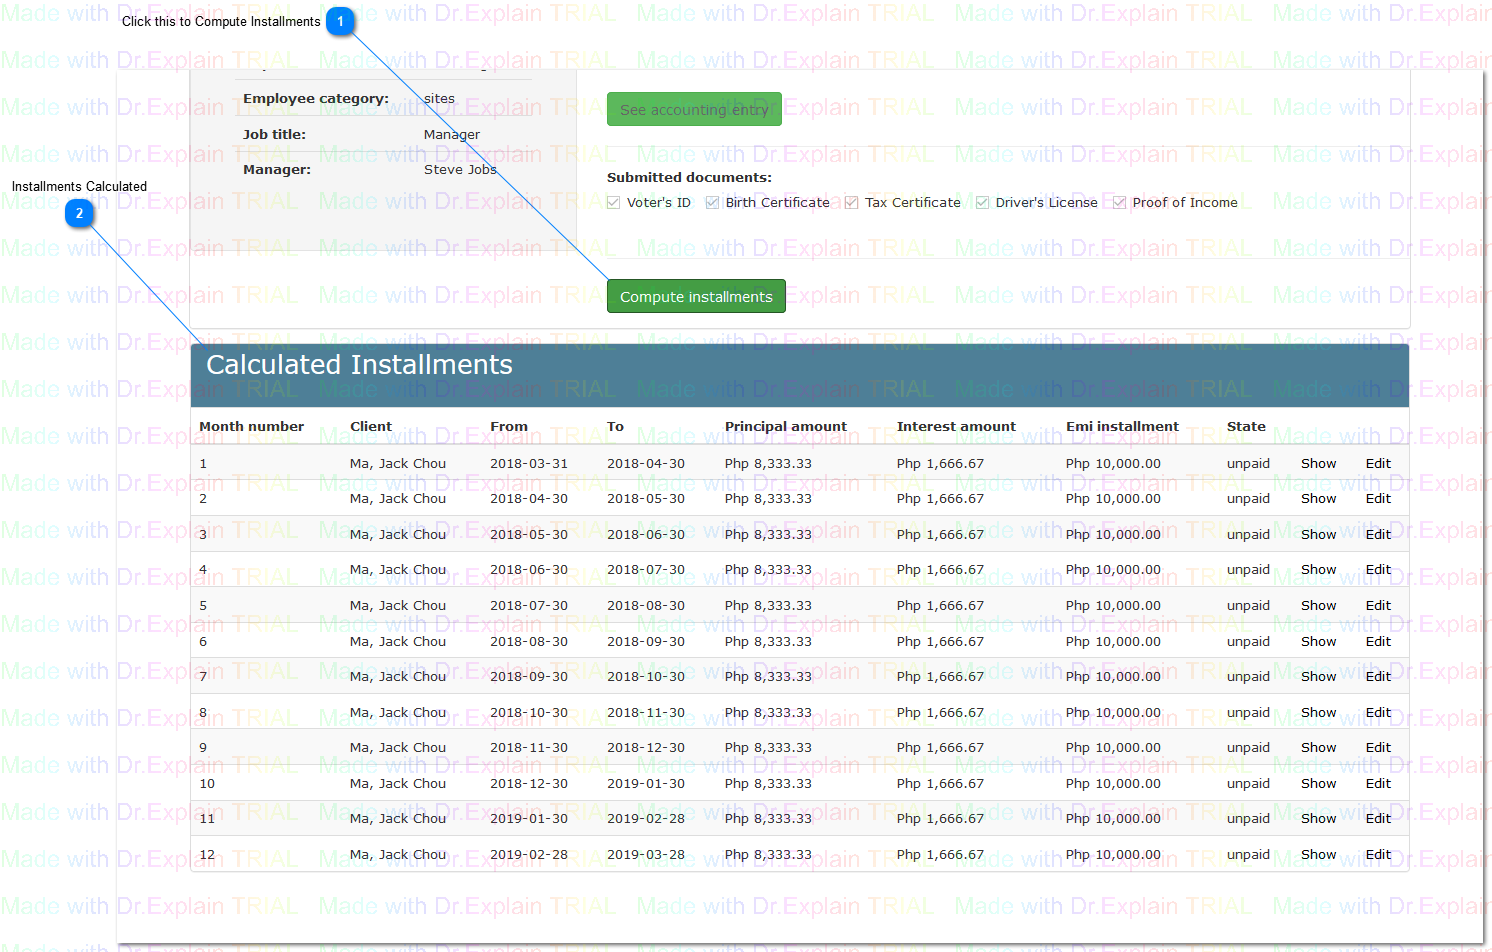 Click this to Compute Installments 1
Employee category: sites
See accounting entry
Job title: Manager
Manager: Steve Jobs
Submitted documents:
Installments Calculated
2
Voter's ID Birth Certificate Tax Certificate Driver's License Proof of Income
Compute installments
Calculated Installments
Month number Client From To Principal amount Interest amount Emi installment State
1 Ma, Jack Chou 2018-03-31 2018-04-30 Php 8,333.33 Php 1,666.67 Php 10,000.00 unpaid Show Edit
2 Ma, Jack Chou 2018-04-30 2018-05-30 Php 8,333.33 Php 1,666.67 Php 10,000.00 unpaid Show Edit
3 Ma, Jack Chou 2018-05-30 2018-06-30 Php 8,333.33 Php 1,666.67 Php 10,000.00 unpaid Show Edit
4 Ma, Jack Chou 2018-06-30 2018-07-30 Php 8,333.33 Php 1,666.67 Php 10,000.00 unpaid Show Edit
5 Ma, Jack Chou 2018-07-30 2018-08-30 Php 8,333.33 Php 1,666.67 Php 10,000.00 unpaid Show Edit
6 Ma, Jack Chou 2018-08-30 2018-09-30 Php 8,333.33 Php 1,666.67 Php 10,000.00 unpaid Show Edit
7 Ma, Jack Chou 2018-09-30 2018-10-30 Php 8,333.33 Php 1,666.67 Php 10,000.00 unpaid Show Edit
8 Ma, Jack Chou 2018-10-30 2018-11-30 Php 8,333.33 Php 1,666.67 Php 10,000.00 unpaid Show Edit
9 Ma, Jack Chou 2018-11-30 2018-12-30 Php 8,333.33 Php 1,666.67 Php 10,000.00 unpaid Show Edit
10 Ma, Jack Chou 2018-12-30 2019-01-30 Php 8,333.33 Php 1,666.67 Php 10,000.00 unpaid Show Edit
11 Ma, Jack Chou 2019-01-30 2019-02-28 Php 8,333.33 Php 1,666.67 Php 10,000.00 unpaid Show Edit
12 Ma, Jack Chou 2019-02-28 2019-03-28 Php 8,333.33 Php 1,666.67 Php 10,000.00 unpaid Show Edit
Made with Dr.Explain TRIAL